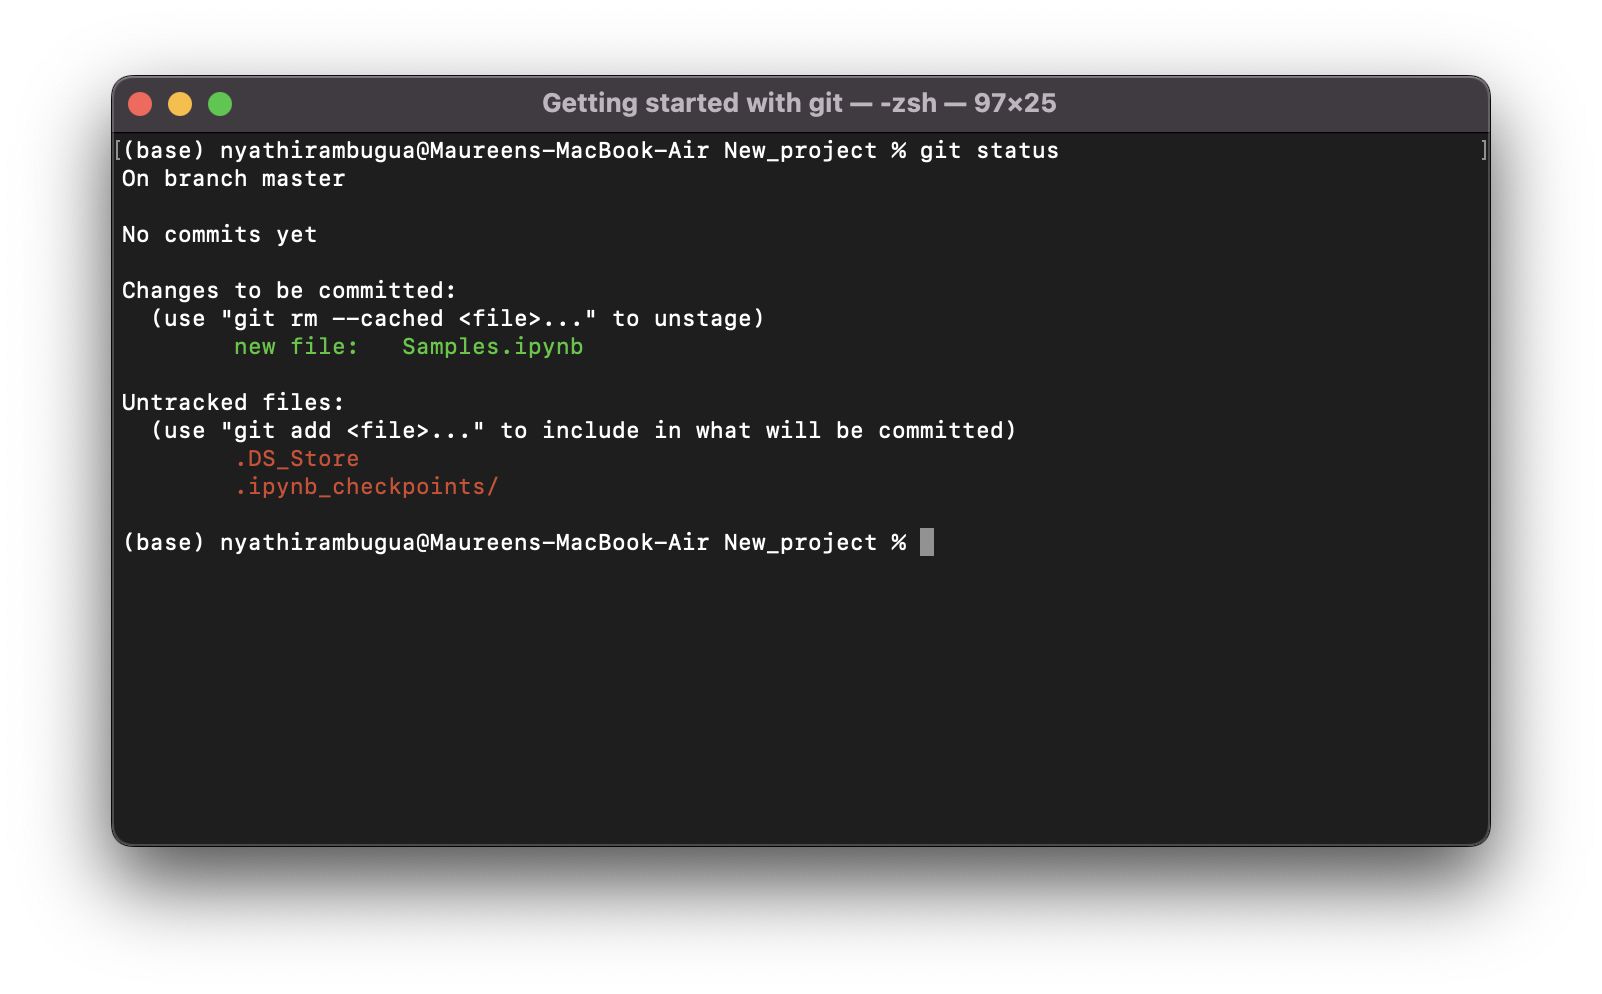 Getting started with git — -zsh — 97×25
[(base) nyathirambugua@Maureens-MacBook-Air New_project % git status ]
On branch master
No commits yet
Changes to be committed:
  (use "git rm --cached <file>..." to unstage)
        new file:   Samples.ipynb
Untracked files:
  (use "git add <file>..." to include in what will be committed)
        .DS_Store
        .ipynb_checkpoints/
(base) nyathirambugua@Maureens-MacBook-Air New_project %